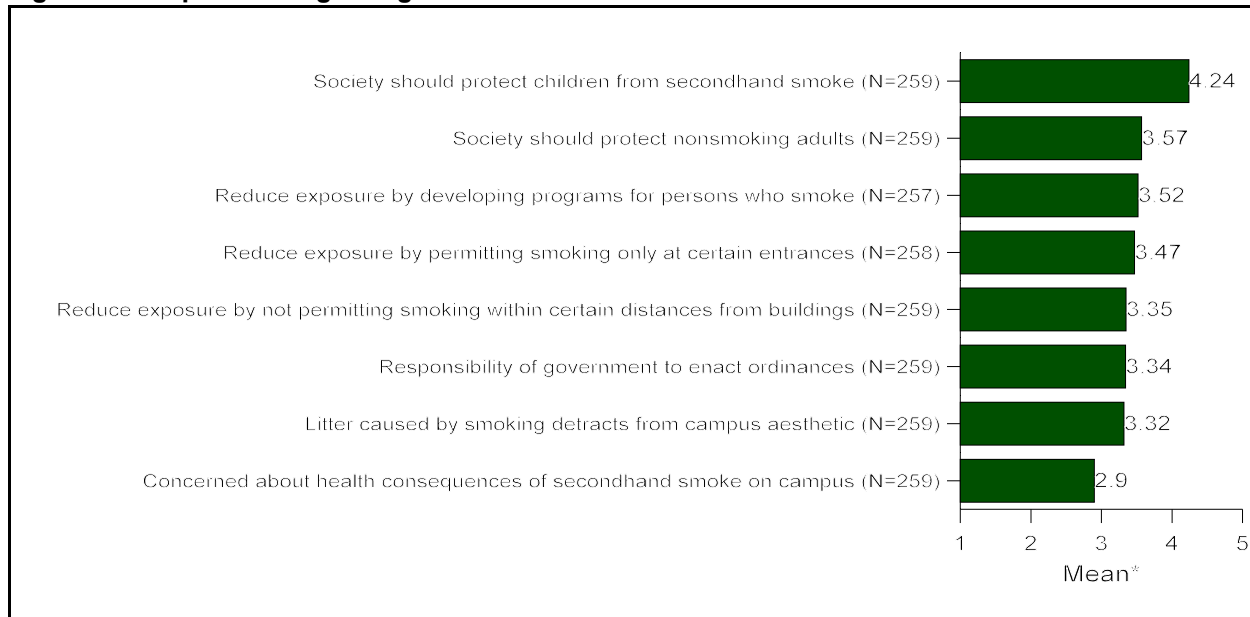 Society should protect children from secondhand smoke (N=259) 4.24
Society should protect nonsmoking adults (N=259) 3.57
Reduce exposure by developing programs for persons who smoke (N=257) 3.52
Reduce exposure by permitting smoking only at certain entrances (N=258) 3.47
Reduce exposure by not permitting smoking within certain distances from buildings (N=259) 3.35
Responsibility of government to enact ordinances (N=259) 3.34
Litter caused by smoking detracts from campus aesthetic (N=259) 3.32
Concerned about health consequences of secondhand smoke on campus (N=259) 2.9
1 2 3 4 5
Mean*